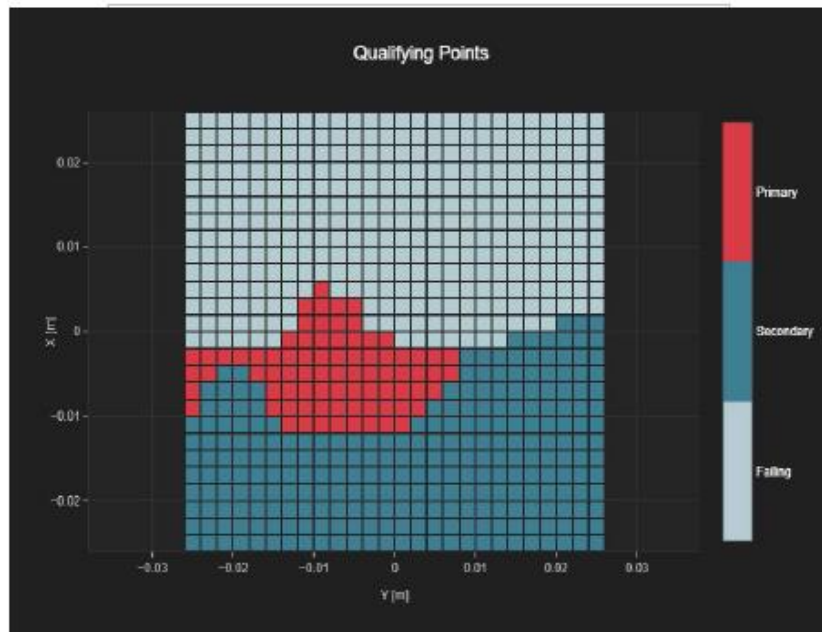 Qualifying Points
0.02
0.01
0
−0.01
−0.02
X [m]
−0.03
−0.02
−0.01
0
0.01
0.02
0.03
Y [m]
Primary
Secondary
Failing